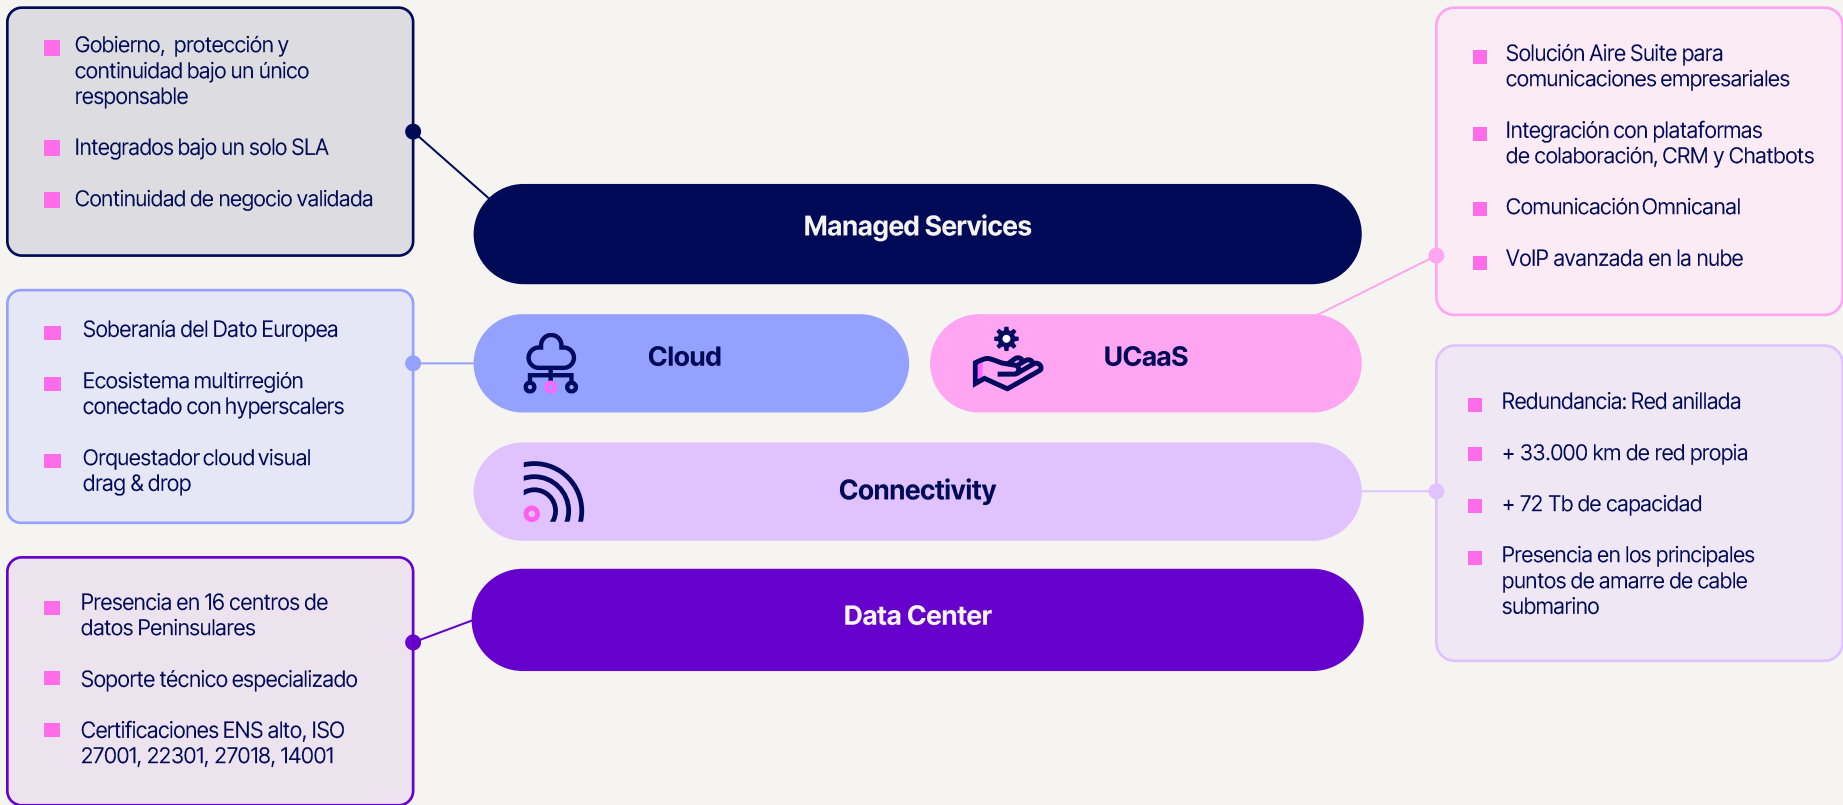 Gobierno, protección y
continuidad bajo un único
responsable
Integrados bajo un solo SLA
Continuidad de negocio validada
Soberanía del Dato Europea
Ecosistema multirregión
conectado con hyperscalers
Orquestador cloud visual
drag & drop
Presencia en 16 centros de
datos Peninsulares
Soporte técnico especializado
Certificaciones ENS alto, ISO
27001, 22301, 27018, 14001
Managed Services
Cloud
UCaaS
Connectivity
Data Center
Solución Aire Suite para
comunicaciones empresariales
Integración con plataformas
de colaboración, CRM y Chatbots
Comunicación Omnicanal
VoIP avanzada en la nube
Redundancia: Red anillada
+ 33.000 km de red propia
+ 72 Tb de capacidad
Presencia en los principales
puntos de amarre de cable
submarino